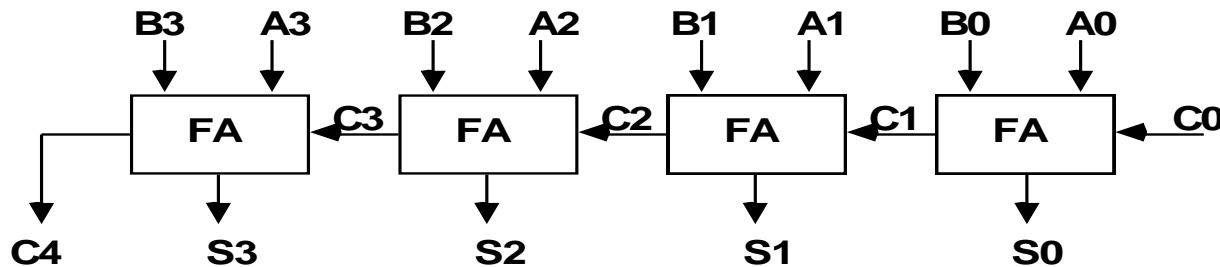 B3 A3 B2 A2 B1 A1 B0 A0
FA C3 FA C2 FA C1 FA C0
C4 S3 S2 S1 S0